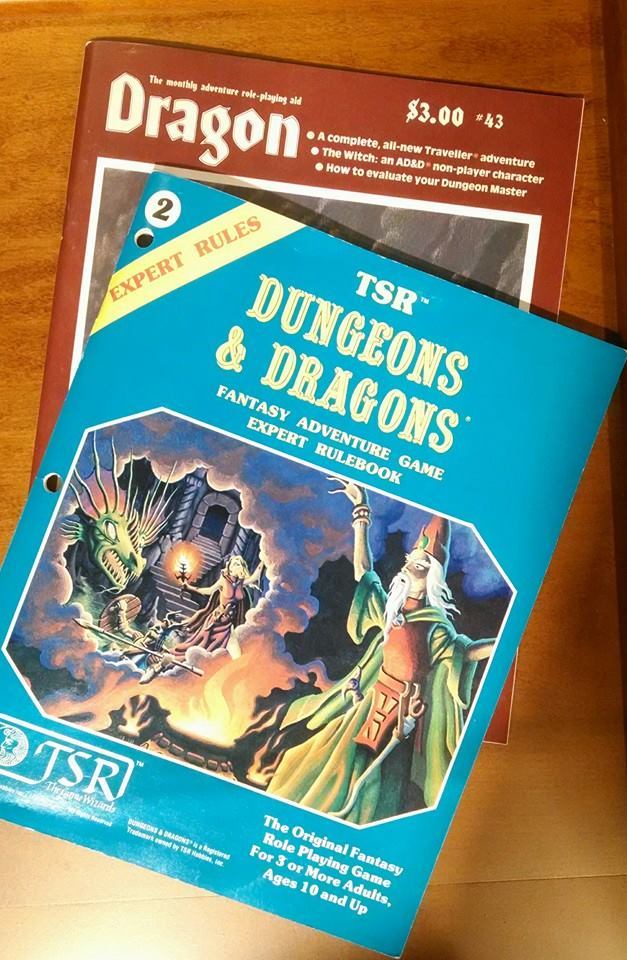 The monthly adventure role-playing aid
Dragon
$3.00 #43
• A complete, all-new Traveller® adventure
• The Witch: an AD&D® non-player character
• How to evaluate your Dungeon Master
2
EXPERT RULES
TSR™
DUNGEONS
& DRAGONS®
FANTASY ADVENTURE GAME
EXPERT RULEBOOK
TSR™
The Game Wizards
DUNGEONS & DRAGONS® is a Registered
Trademark owned by TSR Hobbies, Inc
The Original Fantasy
Role Playing Game
For 3 or More Adults,
Ages 10 and Up